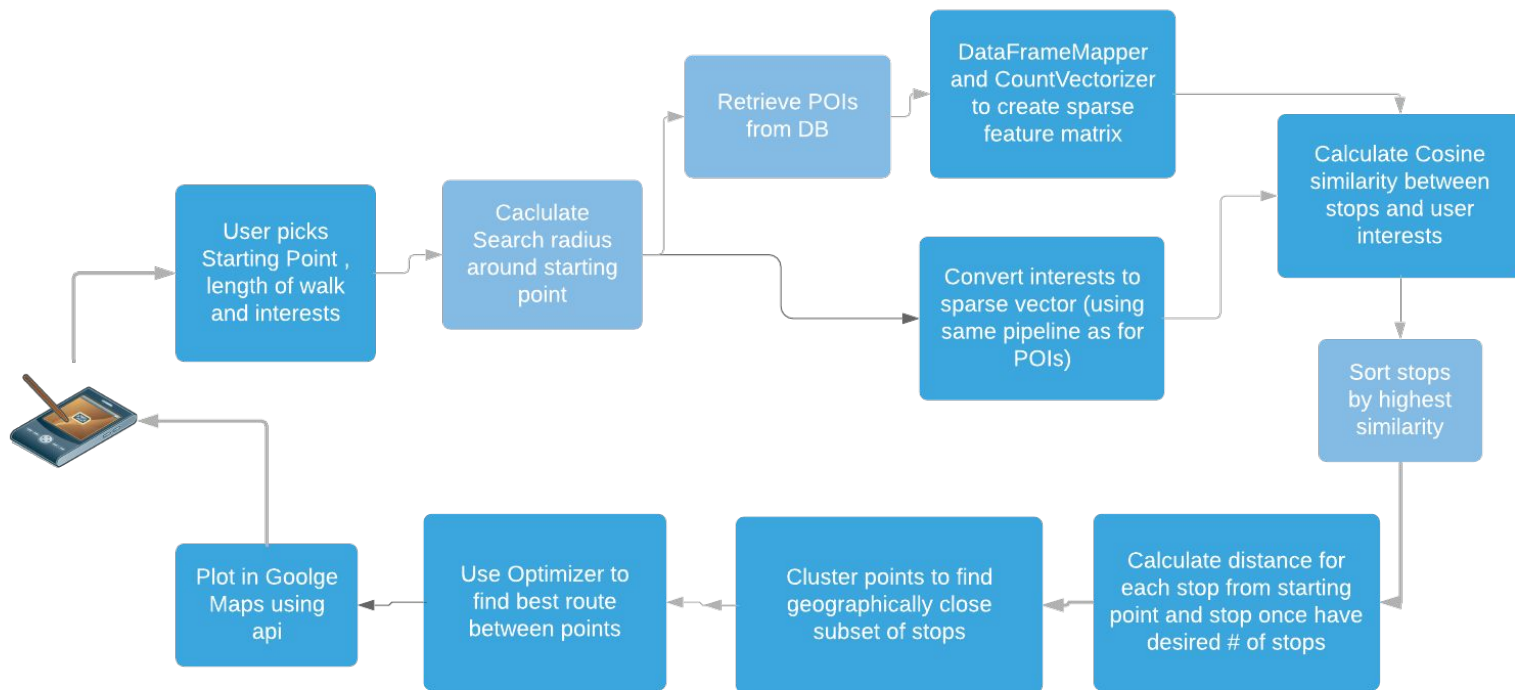 User picks
Starting Point ,
length of walk
and interests
Caclulate
Search radius
around starting
point
Retrieve POIs
from DB
DataFrameMapper
and CountVectorizer
to create sparse
feature matrix
Convert interests to
sparse vector (using
same pipeline as for
POIs)
Calculate Cosine
similarity between
stops and user
interests
Sort stops
by highest
similarity
Calculate distance for
each stop from starting
point and stop once have
desired # of stops
Cluster points to find
geographically close
subset of stops
Use Optimizer to
find best route
between points
Plot in Goolge
Maps using
api